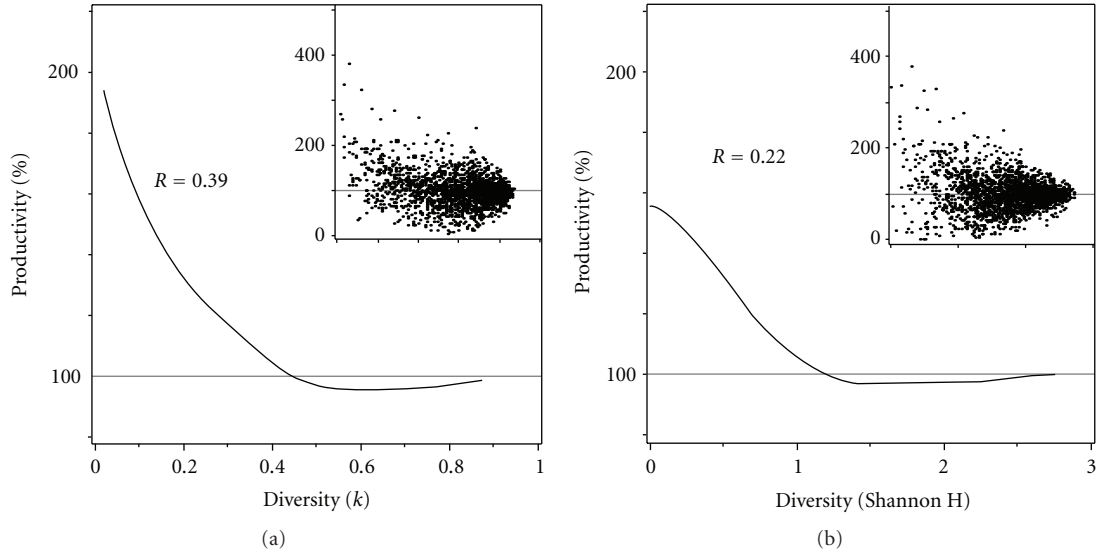 200
100
Productivity (%)
R = 0.39
400
200
0
0
0.2
0.4
0.6
0.8
1
Diversity (k)
(a)
200
100
Productivity (%)
R = 0.22
400
200
0
0
1
2
3
Diversity (Shannon H)
(b)